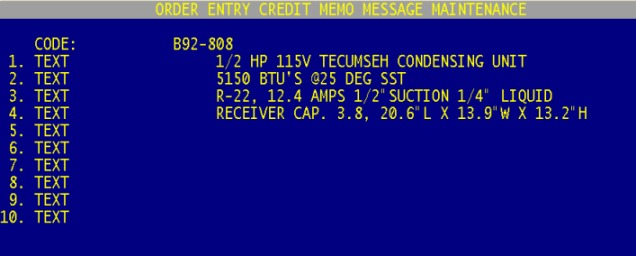 ORDER ENTRY CREDIT MEMO MESSAGE MAINTENANCE
CODE: B92-808
1. TEXT 1/2 HP 115V TECUMSEH CONDENSING UNIT
2. TEXT 5150 BTU'S @25 DEG SST
3. TEXT R-22, 12.4 AMPS 1/2" SUCTION 1/4" LIQUID
4. TEXT RECEIVER CAP. 3.8, 20.6"L X 13.9"W X 13.2"H
5. TEXT
6. TEXT
7. TEXT
8. TEXT
9. TEXT
10. TEXT